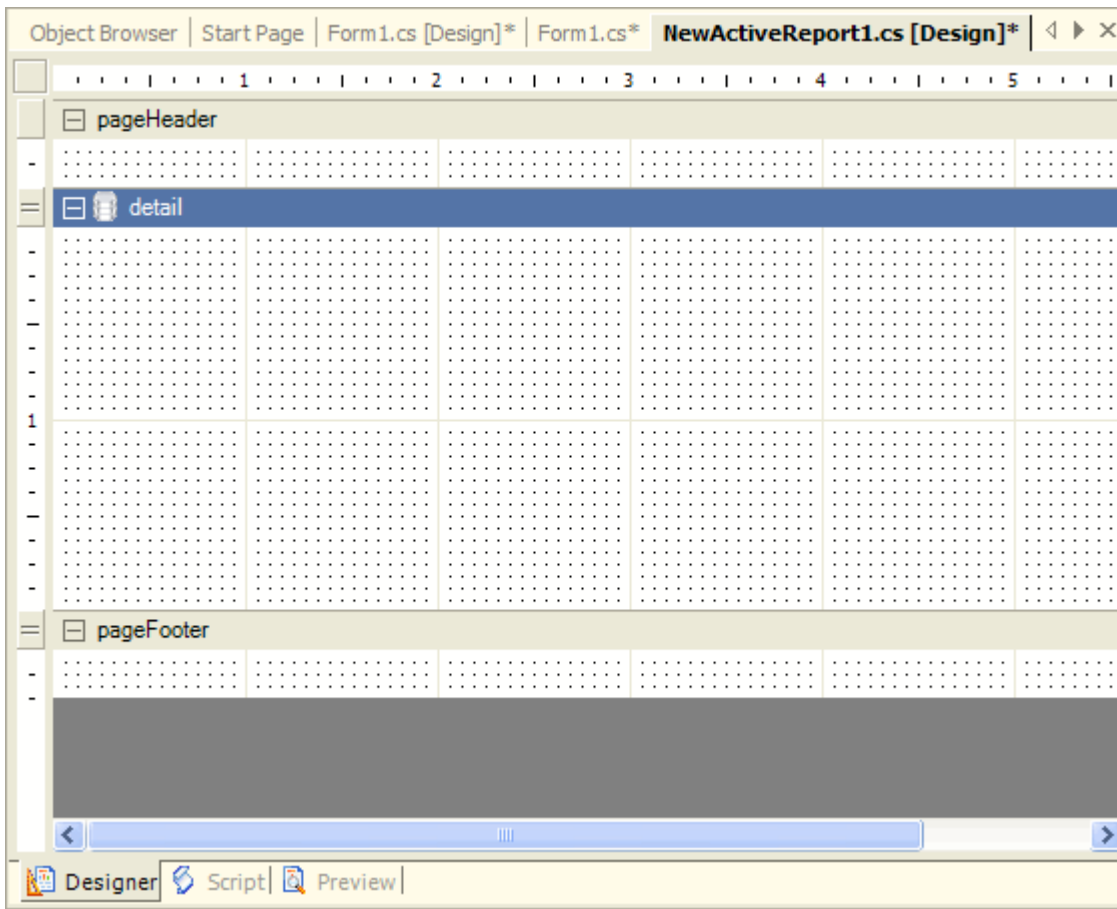 Object Browser Start Page Form1.cs [Design]* Form1.cs* NewActiveReport1.cs [Design]*
1 2 3 4 5
pageHeader
detail
1
pageFooter
Designer Script Preview